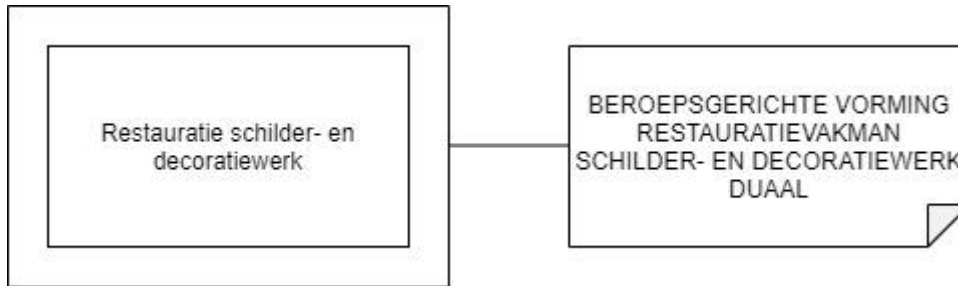 Restauratie schilder- en
decoratiewerk
BEROEPSGERICHTE VORMING
RESTAURATIEVAKMAN
SCHILDER- EN DECORATIEWERK
DUAAL